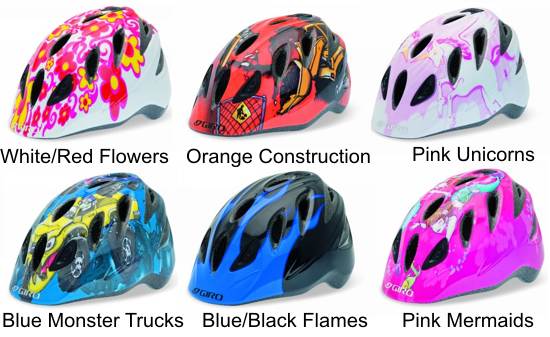 White/Red Flowers
Orange Construction
Pink Unicorns
GIRO
GIRO
GIRO
GIRO
Blue Monster Trucks
Blue/Black Flames
Pink Mermaids